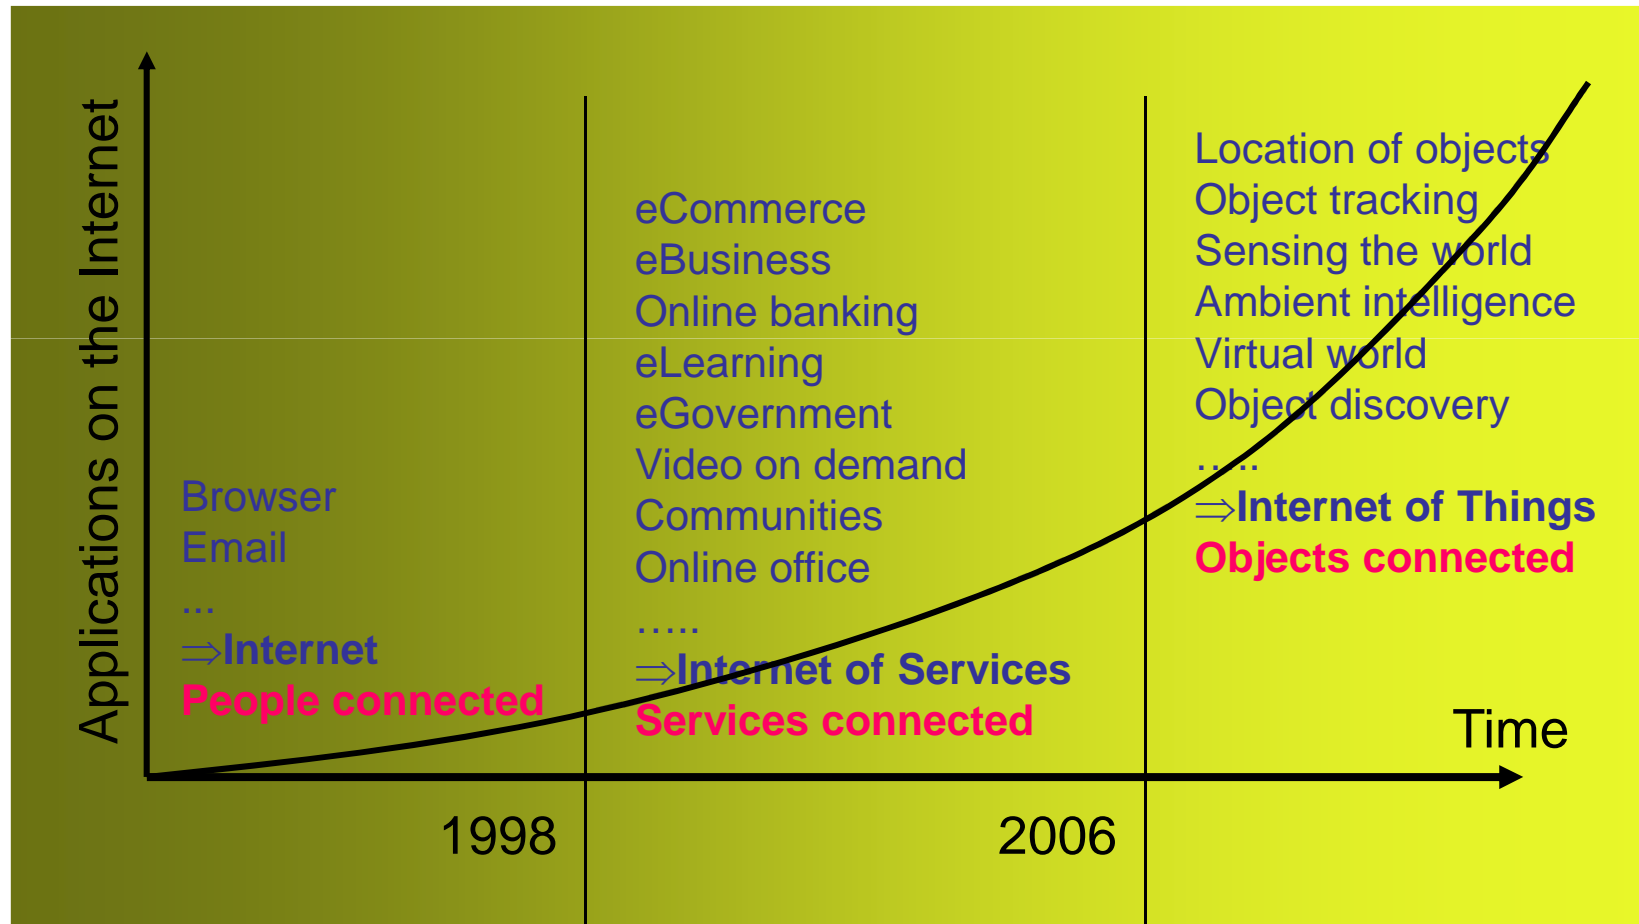 Applications on the Internet
Browser
Email
...
⇒Internet
People connected
eCommerce
eBusiness
Online banking
eLearning
eGovernment
Video on demand
Communities
Online office
…..
⇒Internet of Services
Services connected
Location of objects
Object tracking
Sensing the world
Ambient intelligence
Virtual world
Object discovery
…..
⇒Internet of Things
Objects connected
Time
1998
2006